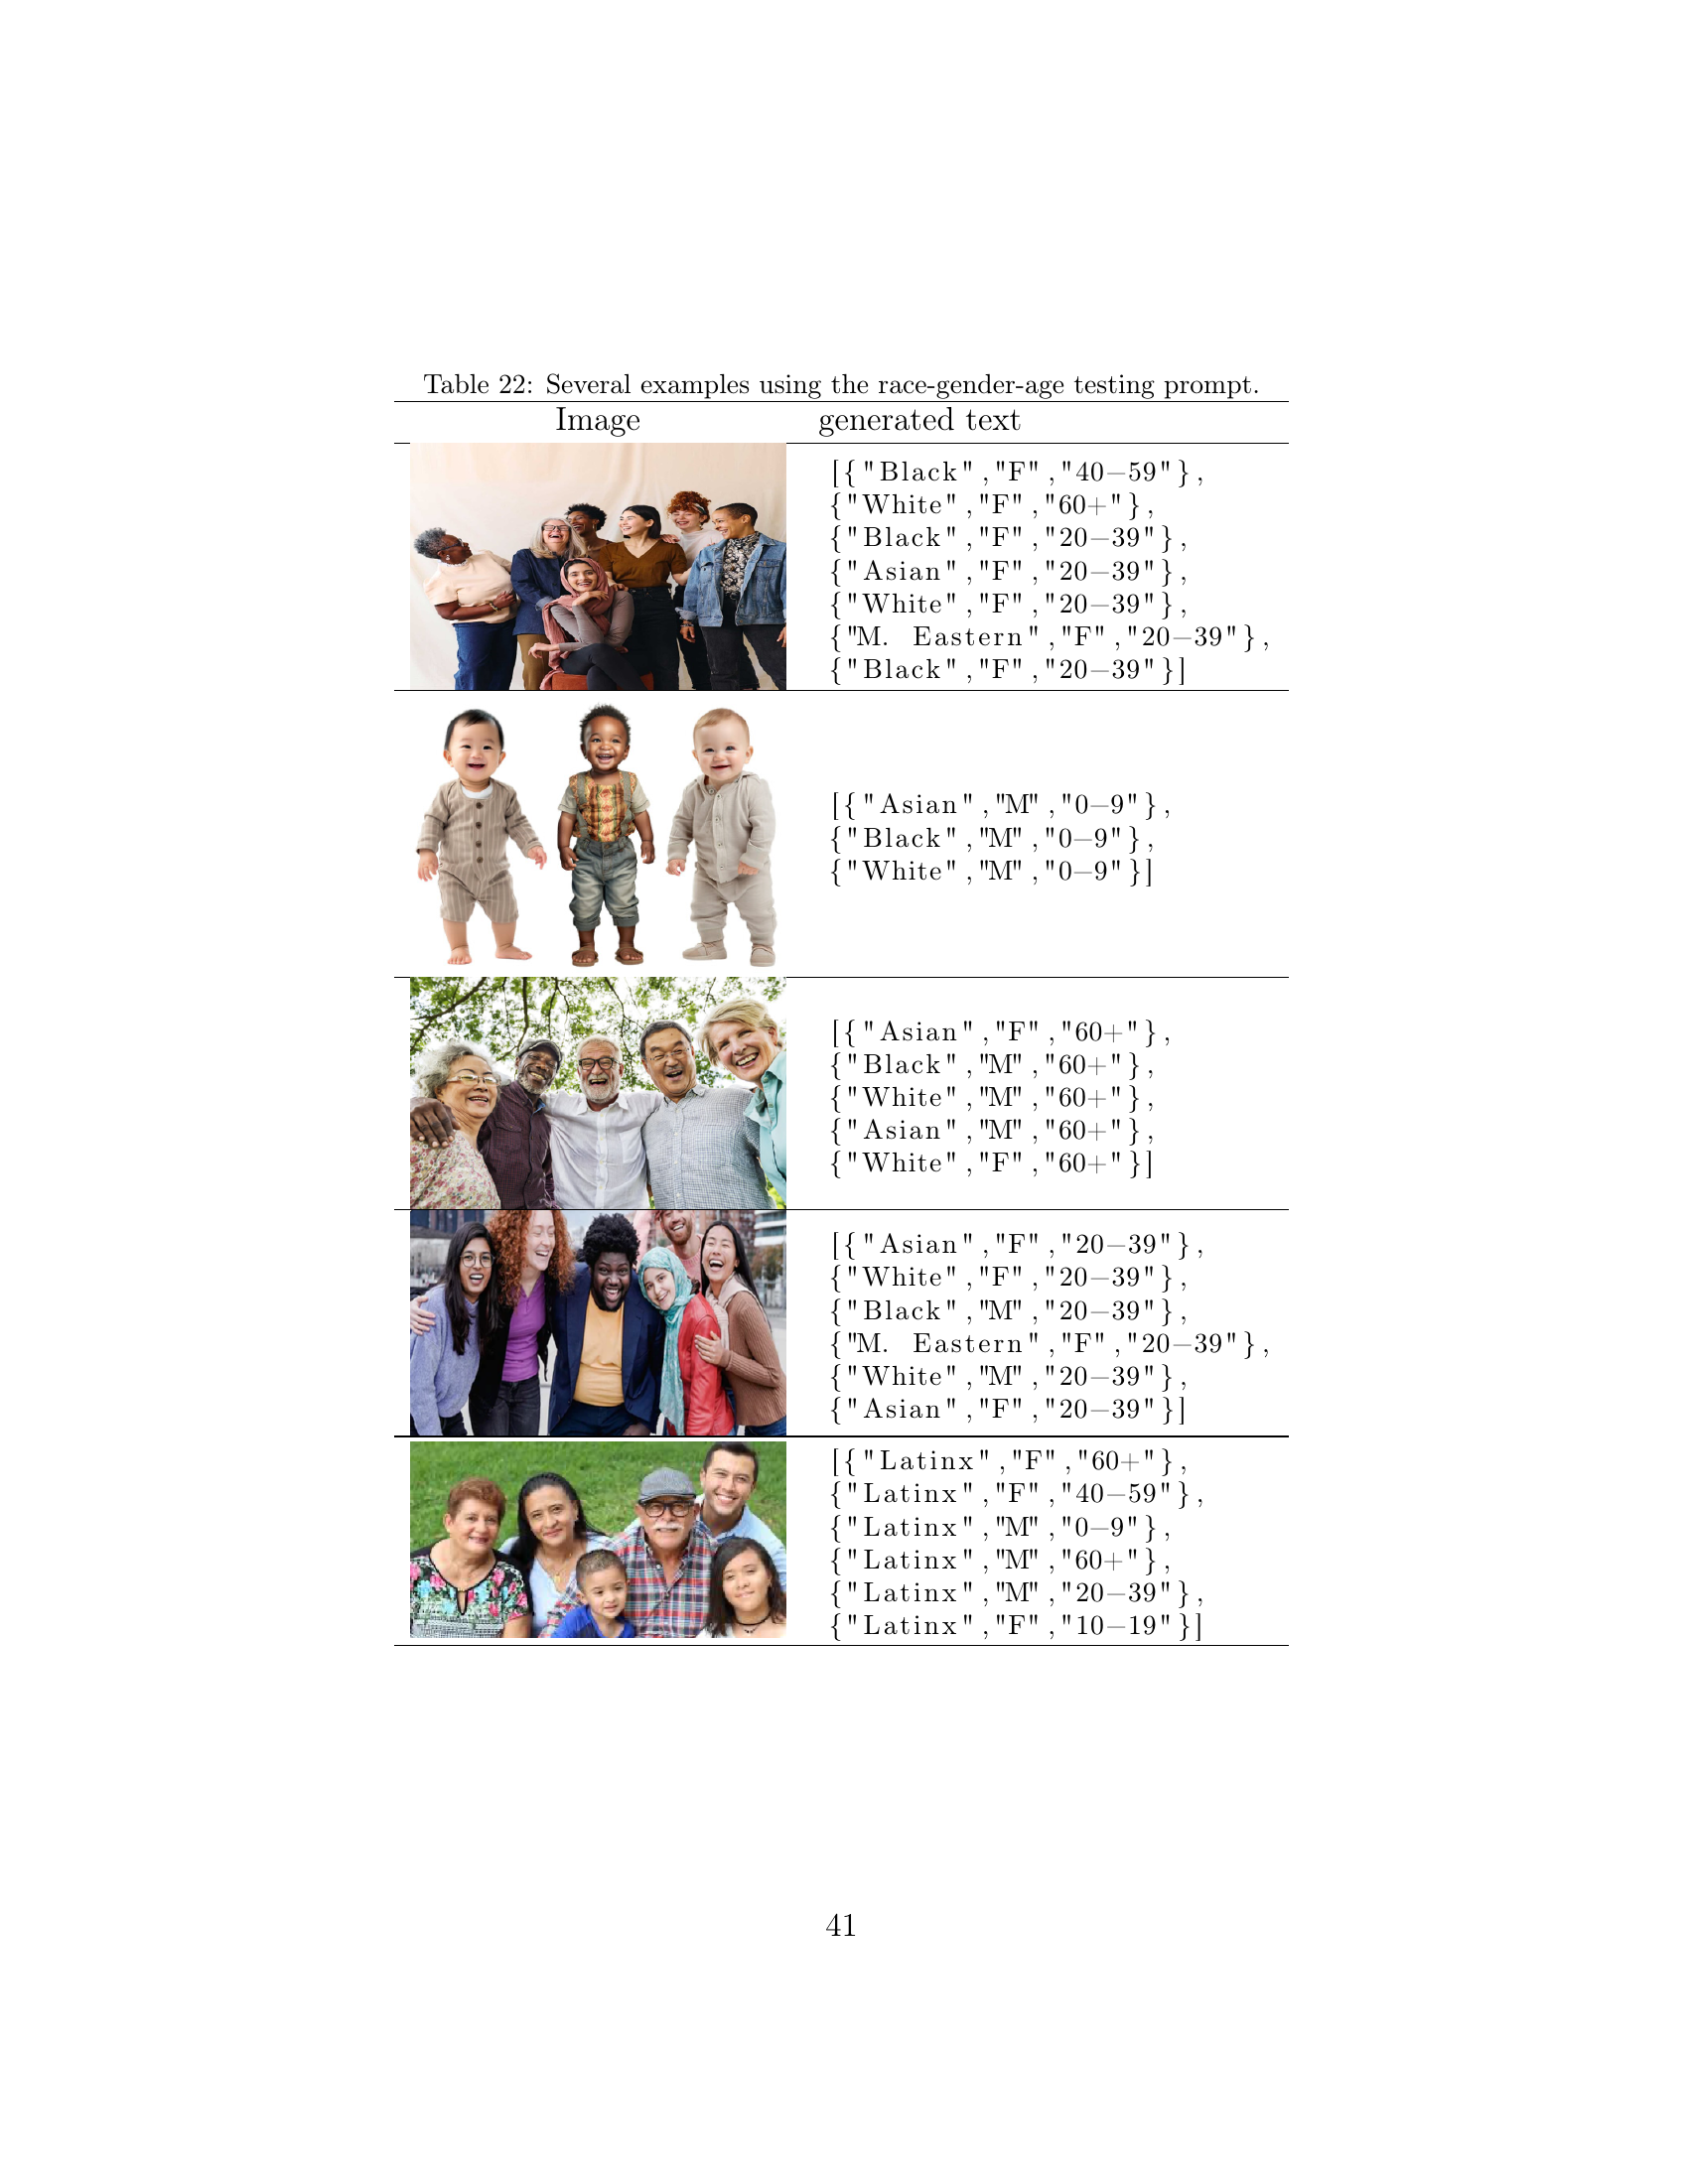 Table 22: Several examples using the race-gender-age testing prompt.
Image generated text
[{"Black","F","40−59"},
{"White","F","60+"},
{"Black","F","20−39"},
{"Asian","F","20−39"},
{"White","F","20−39"},
{"M. Eastern","F","20−39"},
{"Black","F","20−39"}]
[{"Asian","M","0−9"},
{"Black","M","0−9"},
{"White","M","0−9"}]
[{"Asian","F","60+"},
{"Black","M","60+"},
{"White","M","60+"},
{"Asian","M","60+"},
{"White","F","60+"}]
[{"Asian","F","20−39"},
{"White","F","20−39"},
{"Black","M","20−39"},
{"M. Eastern","F","20−39"},
{"White","M","20−39"},
{"Asian","F","20−39"}]
[{"Latinx","F","60+"},
{"Latinx","F","40−59"},
{"Latinx","M","0−9"},
{"Latinx","M","60+"},
{"Latinx","M","20−39"},
{"Latinx","F","10−19"}]
41